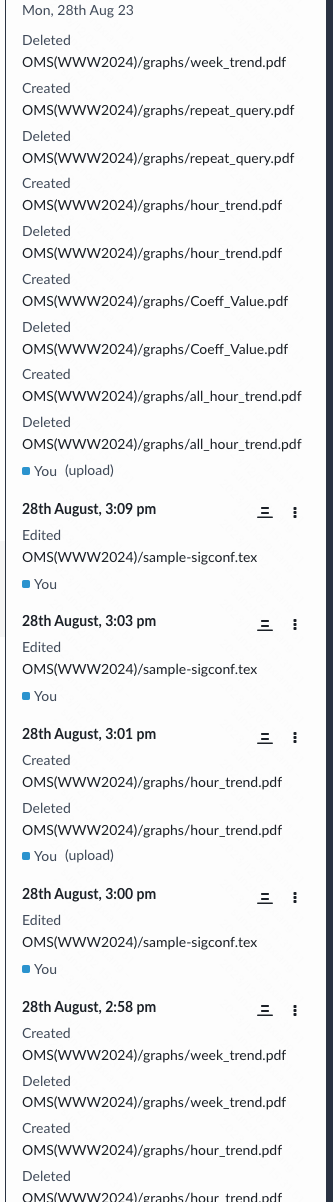 Mon, 28th Aug 23
Deleted
OMS(WWW2024)/graphs/week_trend.pdf
Created
OMS(WWW2024)/graphs/repeat_query.pdf
Deleted
OMS(WWW2024)/graphs/repeat_query.pdf
Created
OMS(WWW2024)/graphs/hour_trend.pdf
Deleted
OMS(WWW2024)/graphs/hour_trend.pdf
Created
OMS(WWW2024)/graphs/Coeff_Value.pdf
Deleted
OMS(WWW2024)/graphs/Coeff_Value.pdf
Created
OMS(WWW2024)/graphs/all_hour_trend.pdf
Deleted
OMS(WWW2024)/graphs/all_hour_trend.pdf
You (upload)
28th August, 3:09 pm
Edited
OMS(WWW2024)/sample-sigconf.tex
You
28th August, 3:03 pm
Edited
OMS(WWW2024)/sample-sigconf.tex
You
28th August, 3:01 pm
Created
OMS(WWW2024)/graphs/hour_trend.pdf
Deleted
OMS(WWW2024)/graphs/hour_trend.pdf
You (upload)
28th August, 3:00 pm
Edited
OMS(WWW2024)/sample-sigconf.tex
You
28th August, 2:58 pm
Created
OMS(WWW2024)/graphs/week_trend.pdf
Deleted
OMS(WWW2024)/graphs/week_trend.pdf
Created
OMS(WWW2024)/graphs/hour_trend.pdf
Deleted
OMS(WWW2024)/graphs/hour_trend.pdf